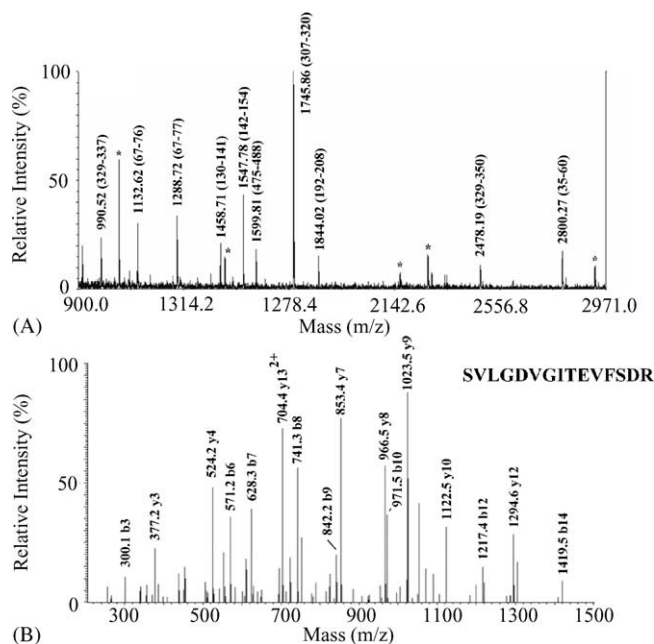 100
50
0
Relative Intensity (%)
990.52 (329-337)
*
1132.62 (67-76)
1288.72 (67-77)
1458.71 (130-141)
*
1547.78 (142-154)
1599.81 (475-488)
1745.86 (307-320)
1844.02 (192-208)
*
*
2478.19 (329-350)
2800.27 (35-60)
*
900.0 1314.2 1278.4 2142.6 2556.8 2971.0
(A) Mass (m/z)
100
50
0
Relative Intensity (%)
SVLGDVGITEVFSDR
300.1 b3
377.2 y3
524.2 y4
571.2 b6
628.3 b7
704.4 y13 2+
741.3 b8
842.2 b9
853.4 y7
966.5 y8
971.5 b10
1023.5 y9
1122.5 y10
1217.4 b12
1294.6 y12
1419.5 b14
300 500 700 900 1100 1300 1500
(B) Mass (m/z)